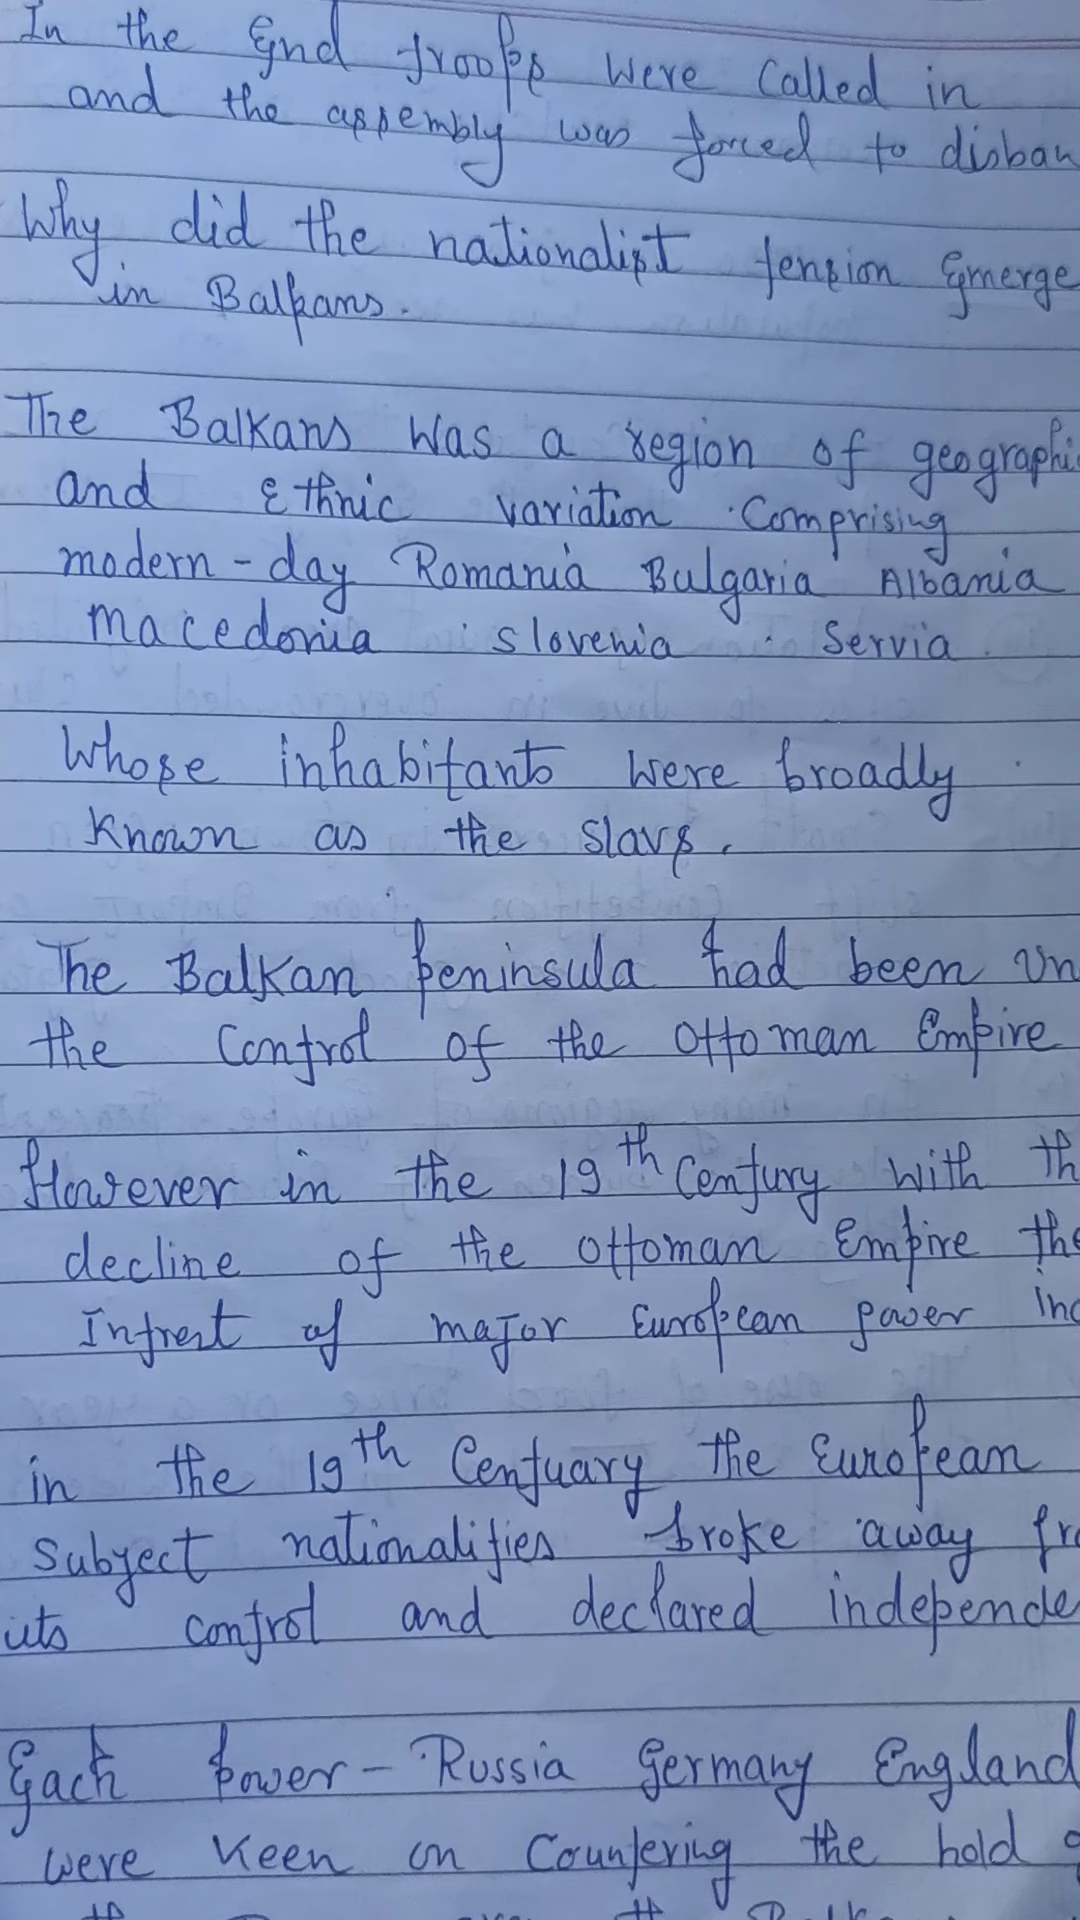 In the End troops were called in
and the assembly was forced to disban
Why did the nationalist tension Emerge
in Balkans.
The Balkans was a region of geographi
and Ethnic variation Comprising
modern-day Romania Bulgaria Albania
Macedonia Slovenia Servia
Whose inhabitants were broadly
known as the slavs.
The Balkan peninsula had been un
the Control of the Ottoman Empire
However in the 19th Century with th
decline of the Ottoman Empire the
Intrest of major European power inc
in the 19th Centuary the European
subject nationalities broke away fro
its control and declared independe
Each power - Russia Germany England
were keen on Countering the hold